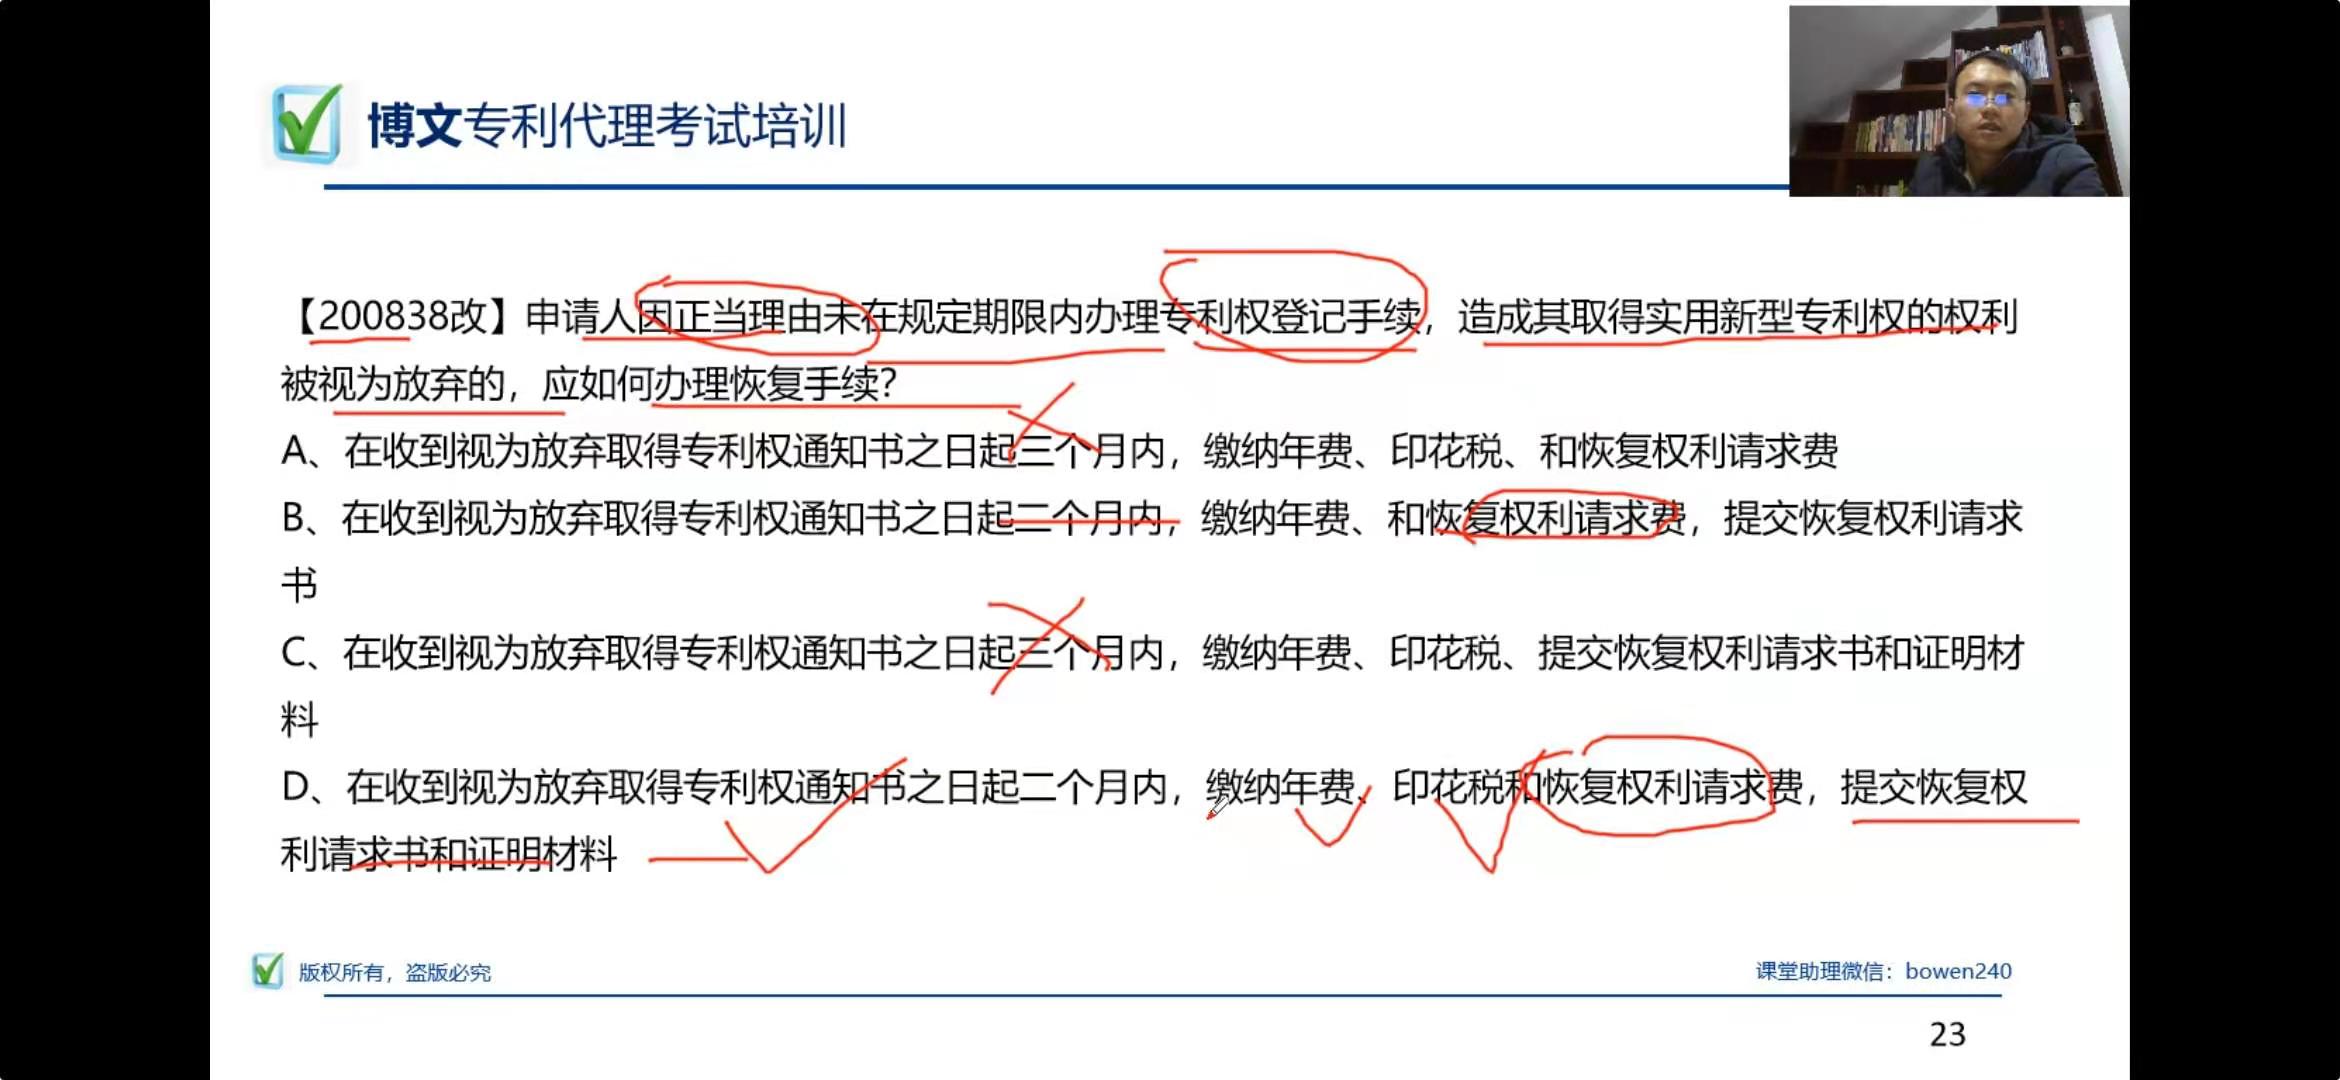 博文专利代理考试培训
【200838改】申请人因正当理由未在规定期限内办理专利权登记手续，造成其取得实用新型专利权的权利
被视为放弃的，应如何办理恢复手续？
A、在收到视为放弃取得专利权通知书之日起三个月内，缴纳年费、印花税、和恢复权利请求费
B、在收到视为放弃取得专利权通知书之日起二个月内，缴纳年费、和恢复权利请求费，提交恢复权利请求
书
C、在收到视为放弃取得专利权通知书之日起三个月内，缴纳年费、印花税、提交恢复权利请求书和证明材
料
D、在收到视为放弃取得专利权通知书之日起二个月内，缴纳年费、印花税和恢复权利请求费，提交恢复权
利请求书和证明材料
版权所有，盗版必究
课堂助理微信：bowen240
23